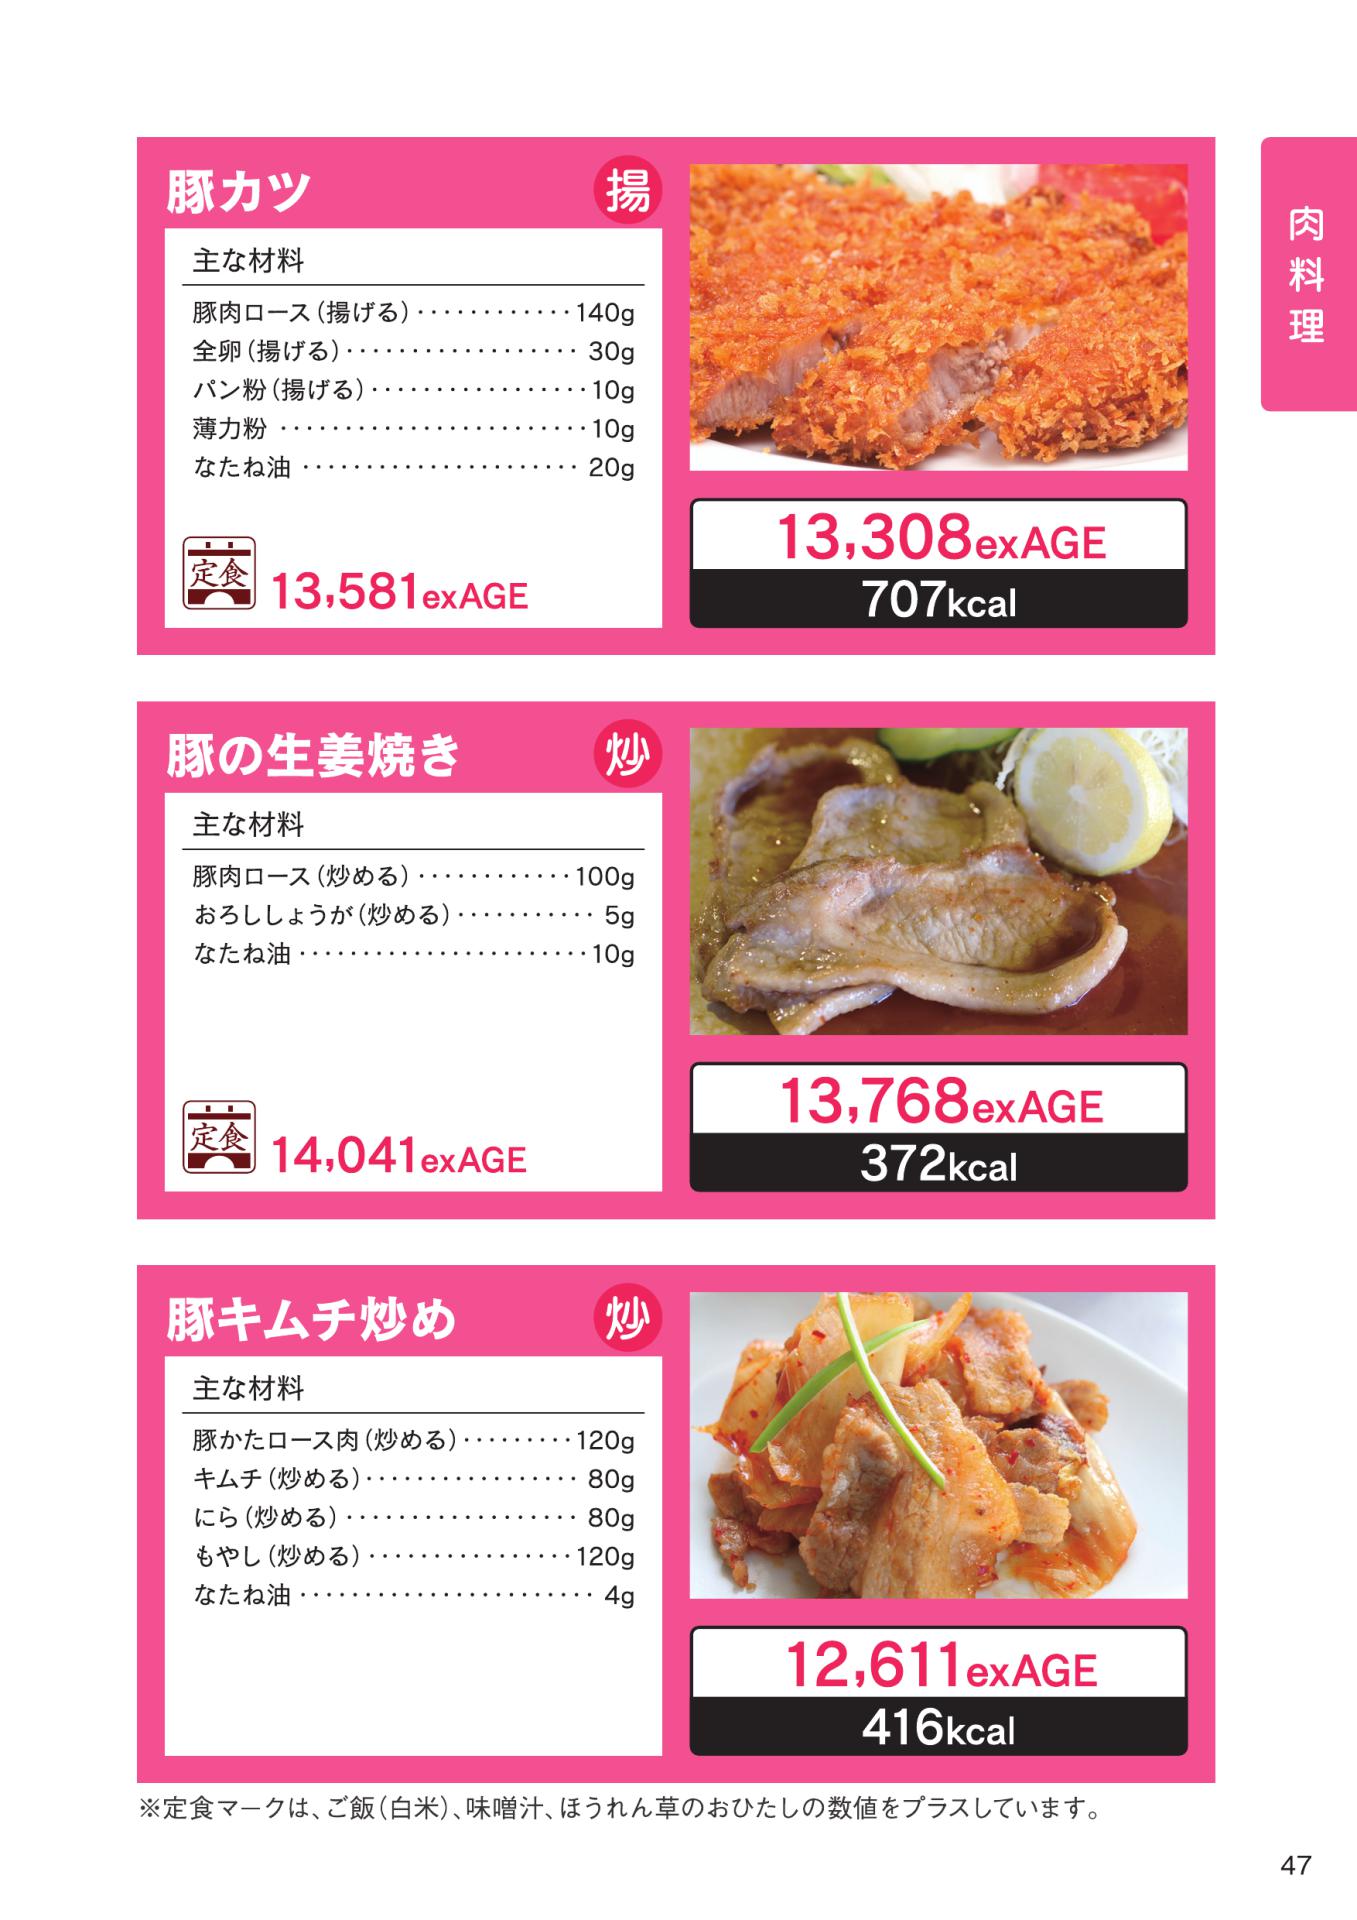 肉料理
豚カツ
揚
主な材料
豚肉ロース（揚げる）････････････140g
全卵（揚げる）･･････････････････ 30g
パン粉（揚げる）･････････････････10g
薄力粉 ････････････････････････10g
なたね油 ･･････････････････････ 20g
定食
13,581exAGE
13,308exAGE
707kcal
豚の生姜焼き
炒
主な材料
豚肉ロース（炒める）････････････100g
おろししょうが（炒める）･･･････････ 5g
なたね油･･･････････････････････10g
定食
14,041exAGE
13,768exAGE
372kcal
豚キムチ炒め
炒
主な材料
豚かたロース肉（炒める）･････････120g
キムチ（炒める）･････････････････ 80g
にら（炒める）･･････････････････ 80g
もやし（炒める）････････････････120g
なたね油 ･･･････････････････････ 4g
12,611exAGE
416kcal
※定食マークは、ご飯（白米）、味噌汁、ほうれん草のおひたしの数値をプラスしています。
47